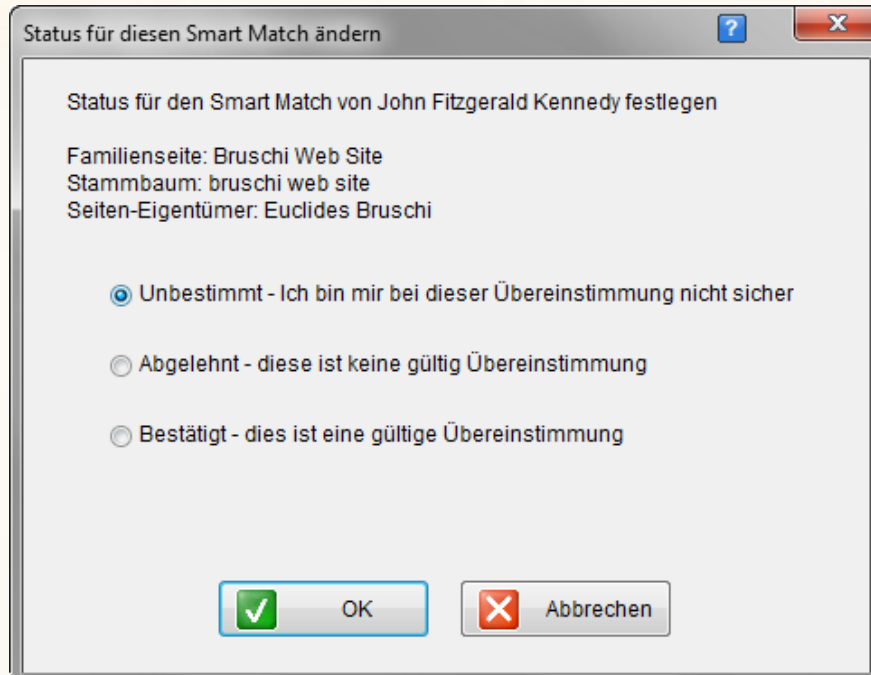 Status für diesen Smart Match ändern
?
Status für den Smart Match von John Fitzgerald Kennedy festlegen
Familienseite: Bruschi Web Site
Stammbaum: bruschi web site
Seiten-Eigentümer: Euclides Bruschi
Unbestimmt - Ich bin mir bei dieser Übereinstimmung nicht sicher
Abgelehnt - diese ist keine gültig Übereinstimmung
Bestätigt - dies ist eine gültige Übereinstimmung
OK
Abbrechen